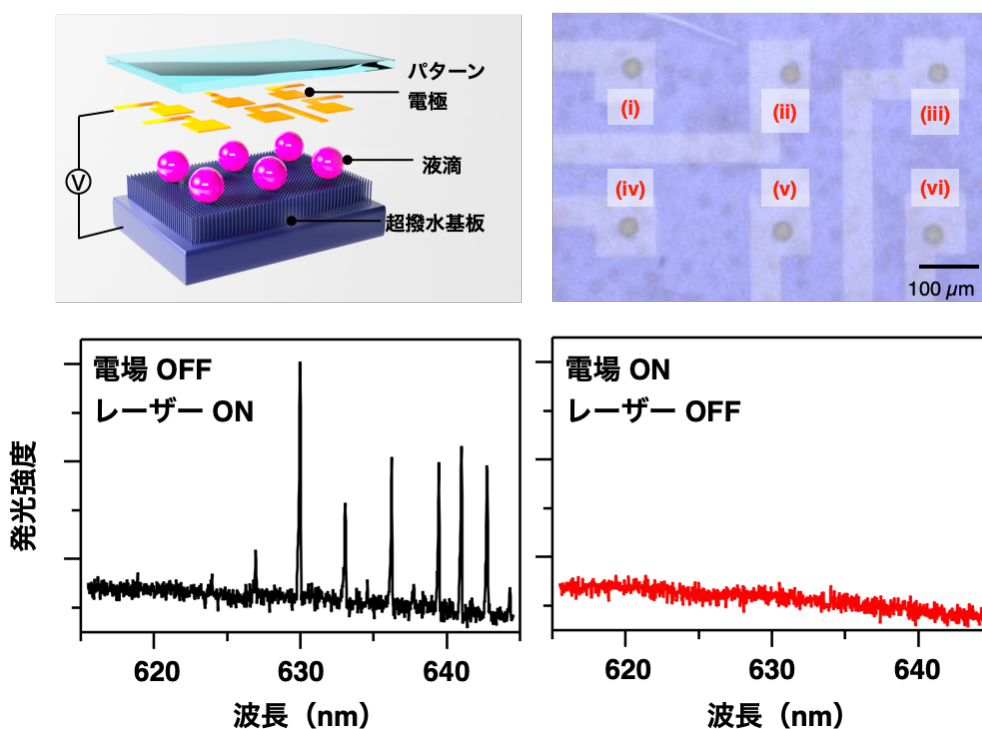 パターン
電極
液滴
超撥水基板
V
(i)
(ii)
(iii)
(iv)
(v)
(vi)
100 µm
電場 OFF
レーザー ON
発光強度
620
630
640
波長（nm）
電場 ON
レーザー OFF
620
630
640
波長（nm）